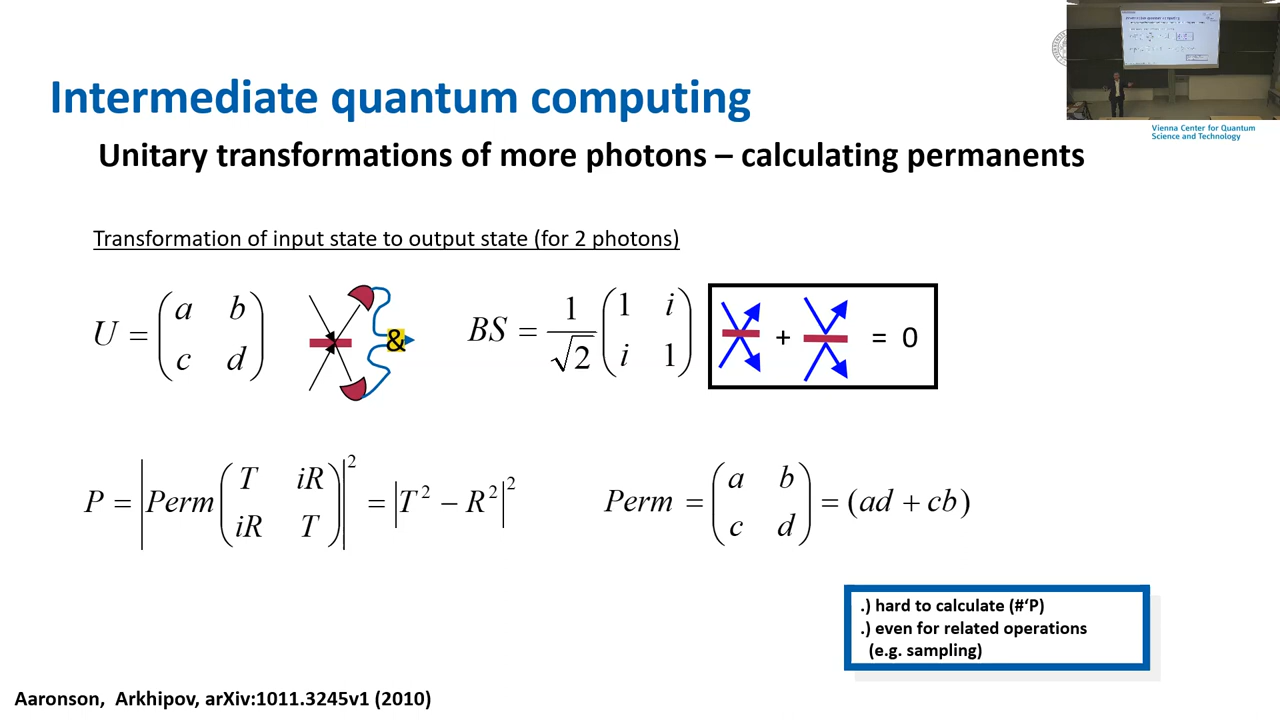 Intermediate quantum computing
Vienna Center for Quantum
Science and Technology
Unitary transformations of more photons – calculating permanents
Transformation of input state to output state (for 2 photons)
U = (a b
c d)
&
BS = 1/√2 (1 i
i 1)
+ = 0
P = |Perm (T iR
iR T)|² = |T² − R²|²
Perm = (a b
c d) = (ad + cb)
.) hard to calculate (#‘P)
.) even for related operations
(e.g. sampling)
Aaronson, Arkhipov, arXiv:1011.3245v1 (2010)